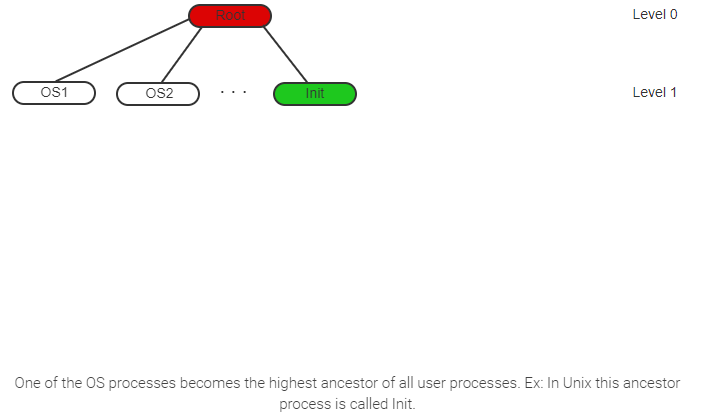 Root Level 0
OS1 OS2 . . . Init Level 1
One of the OS processes becomes the highest ancestor of all user processes. Ex: In Unix this ancestor
process is called Init.